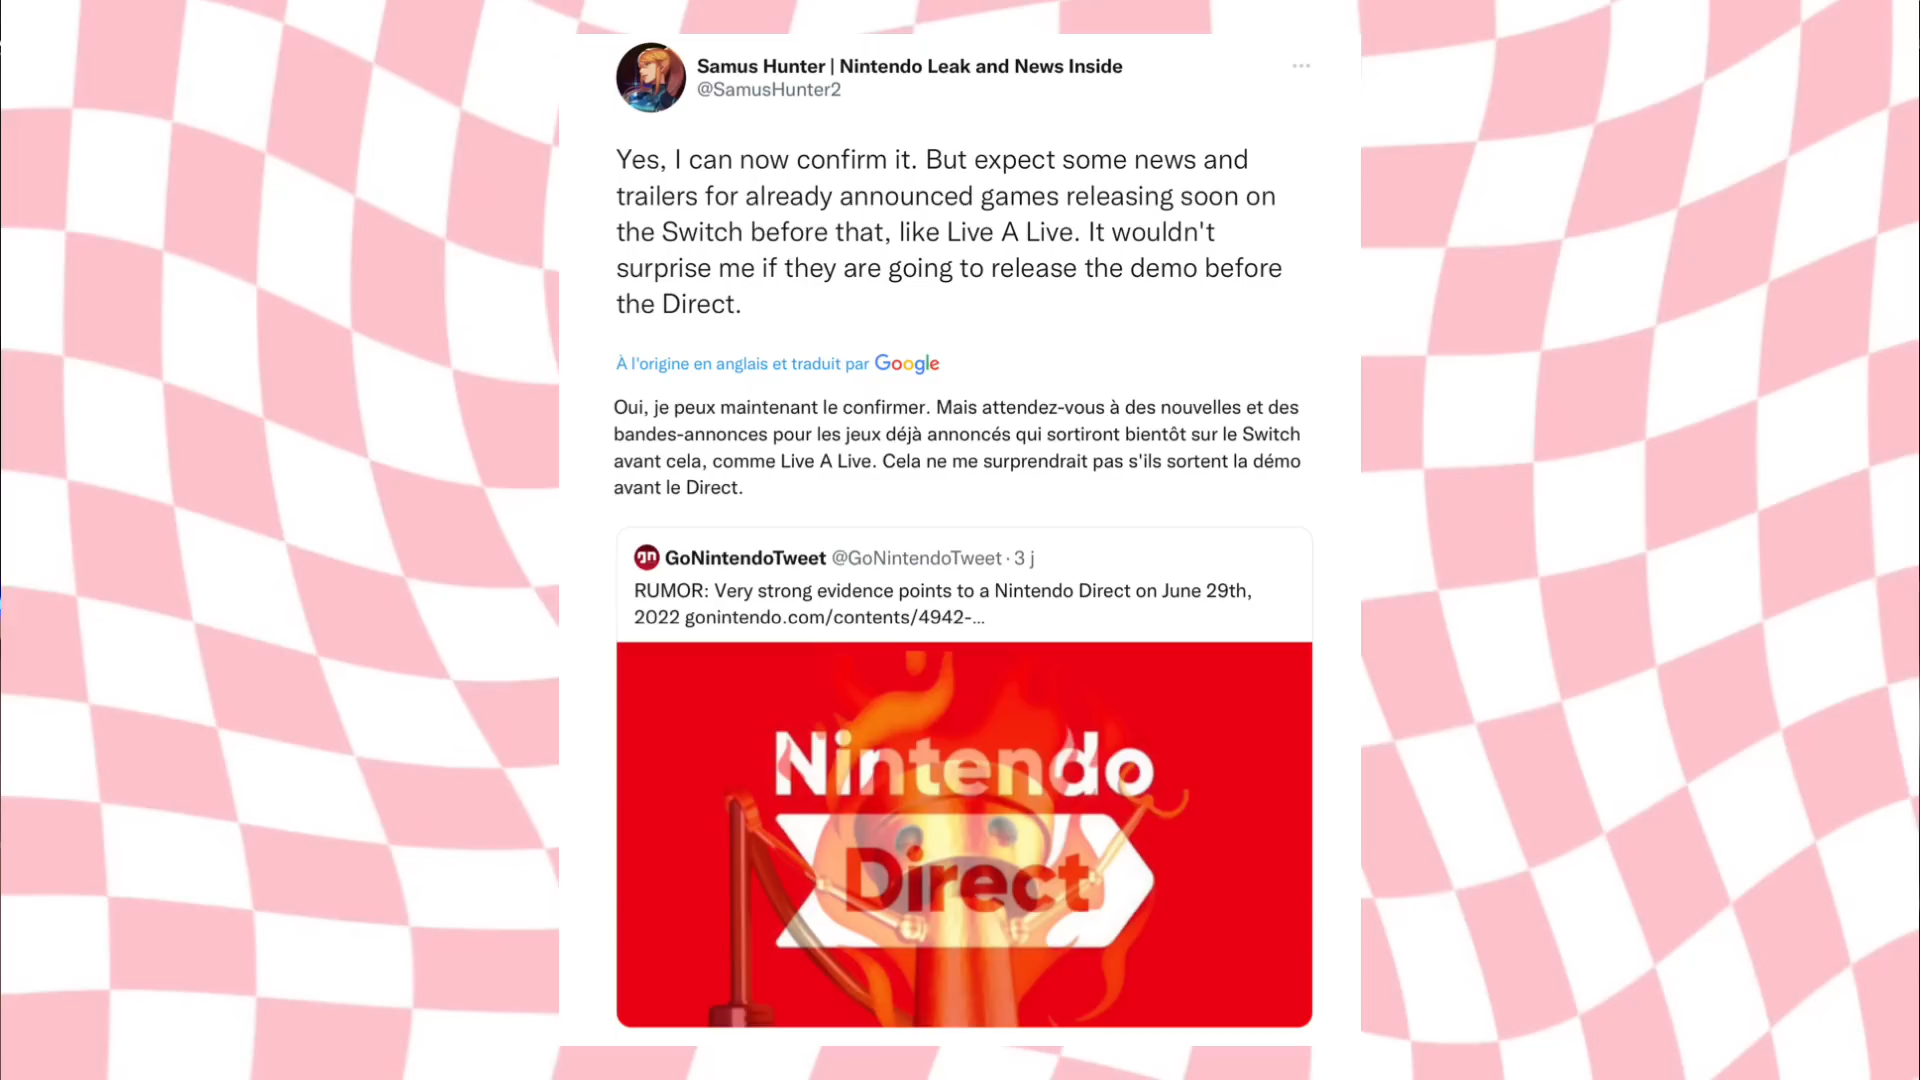 Samus Hunter | Nintendo Leak and News Inside
@SamusHunter2
Yes, I can now confirm it. But expect some news and
trailers for already announced games releasing soon on
the Switch before that, like Live A Live. It wouldn't
surprise me if they are going to release the demo before
the Direct.
À l'origine en anglais et traduit par Google
Oui, je peux maintenant le confirmer. Mais attendez-vous à des nouvelles et des
bandes-annonces pour les jeux déjà annoncés qui sortiront bientôt sur le Switch
avant cela, comme Live A Live. Cela ne me surprendrait pas s'ils sortent la démo
avant le Direct.
gn GoNintendoTweet @GoNintendoTweet · 3 j
RUMOR: Very strong evidence points to a Nintendo Direct on June 29th,
2022 gonintendo.com/contents/4942-...
Nintendo
Direct